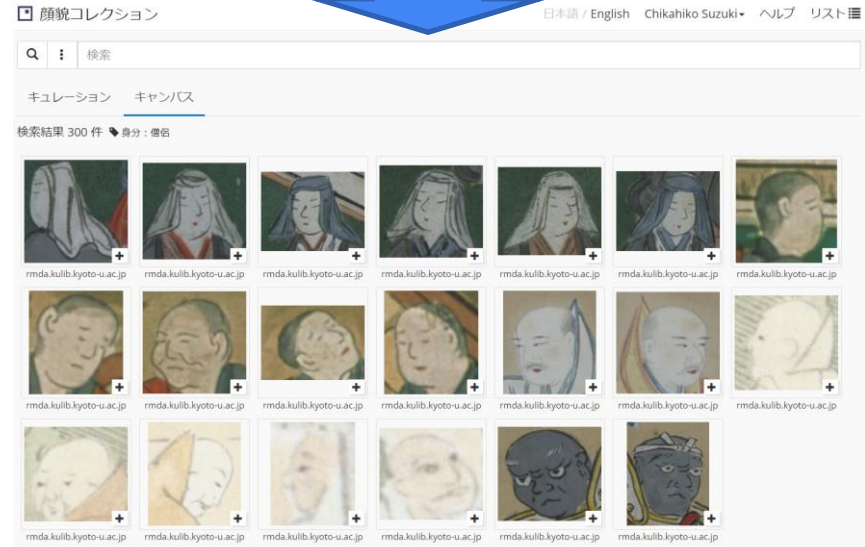 顔貌コレクション
日本語 / English Chikahiko Suzuki ヘルプ リスト
検索
キュレーション キャンバス
検索結果 300 件 身分 : 僧侶
rmda.kulib.kyoto-u.ac.jp rmda.kulib.kyoto-u.ac.jp rmda.kulib.kyoto-u.ac.jp rmda.kulib.kyoto-u.ac.jp rmda.kulib.kyoto-u.ac.jp rmda.kulib.kyoto-u.ac.jp rmda.kulib.kyoto-u.ac.jp
rmda.kulib.kyoto-u.ac.jp rmda.kulib.kyoto-u.ac.jp rmda.kulib.kyoto-u.ac.jp rmda.kulib.kyoto-u.ac.jp rmda.kulib.kyoto-u.ac.jp rmda.kulib.kyoto-u.ac.jp rmda.kulib.kyoto-u.ac.jp
rmda.kulib.kyoto-u.ac.jp rmda.kulib.kyoto-u.ac.jp rmda.kulib.kyoto-u.ac.jp rmda.kulib.kyoto-u.ac.jp rmda.kulib.kyoto-u.ac.jp rmda.kulib.kyoto-u.ac.jp